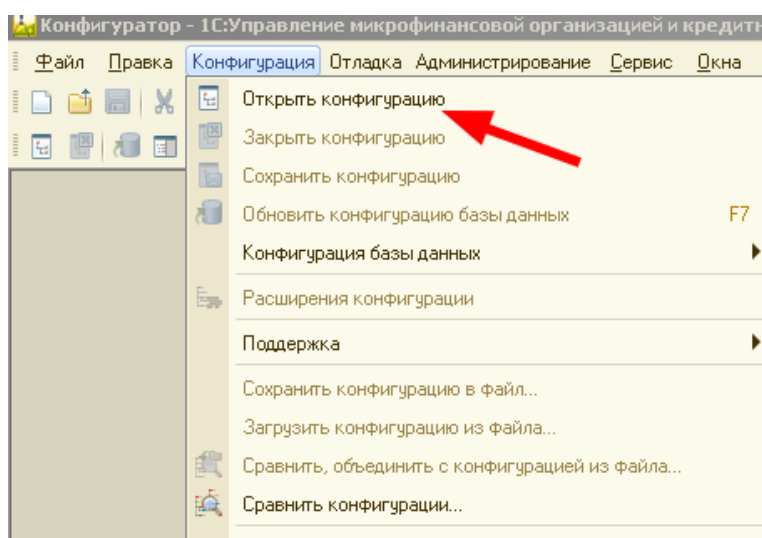 Конфигуратор - 1С:Управление микрофинансовой организацией и кредитн
Файл Правка Конфигурация Отладка Администрирование Сервис Окна
Открыть конфигурацию
Закрыть конфигурацию
Сохранить конфигурацию
Обновить конфигурацию базы данных F7
Конфигурация базы данных
Расширения конфигурации
Поддержка
Сохранить конфигурацию в файл...
Загрузить конфигурацию из файла...
Сравнить, объединить с конфигурацией из файла...
Сравнить конфигурации...